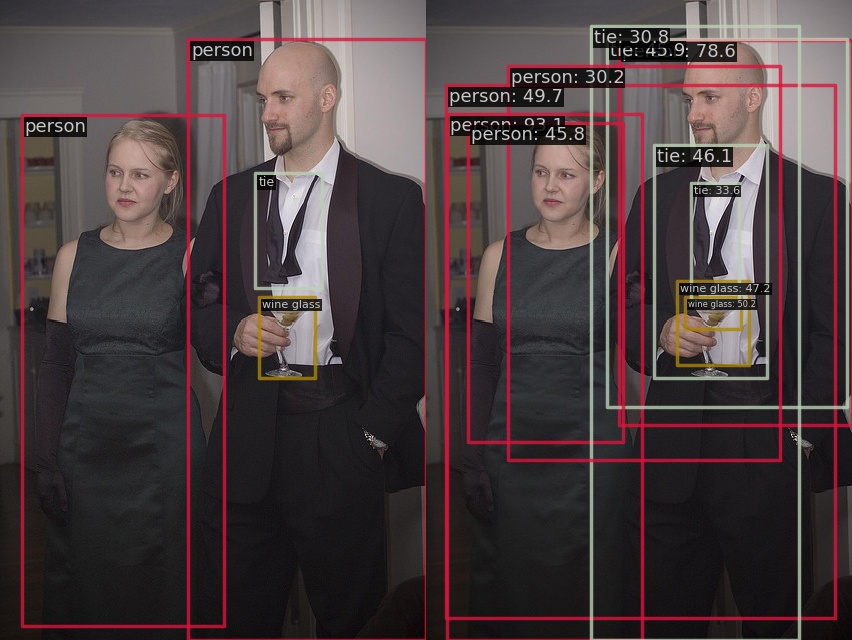 person
person
tie
wine glass
tie: 30.8
tie: 45.9: 78.6
person: 30.2
person: 49.7
person: 93.1
person: 45.8
tie: 46.1
tie: 33.6
wine glass: 47.2
wine glass: 50.2